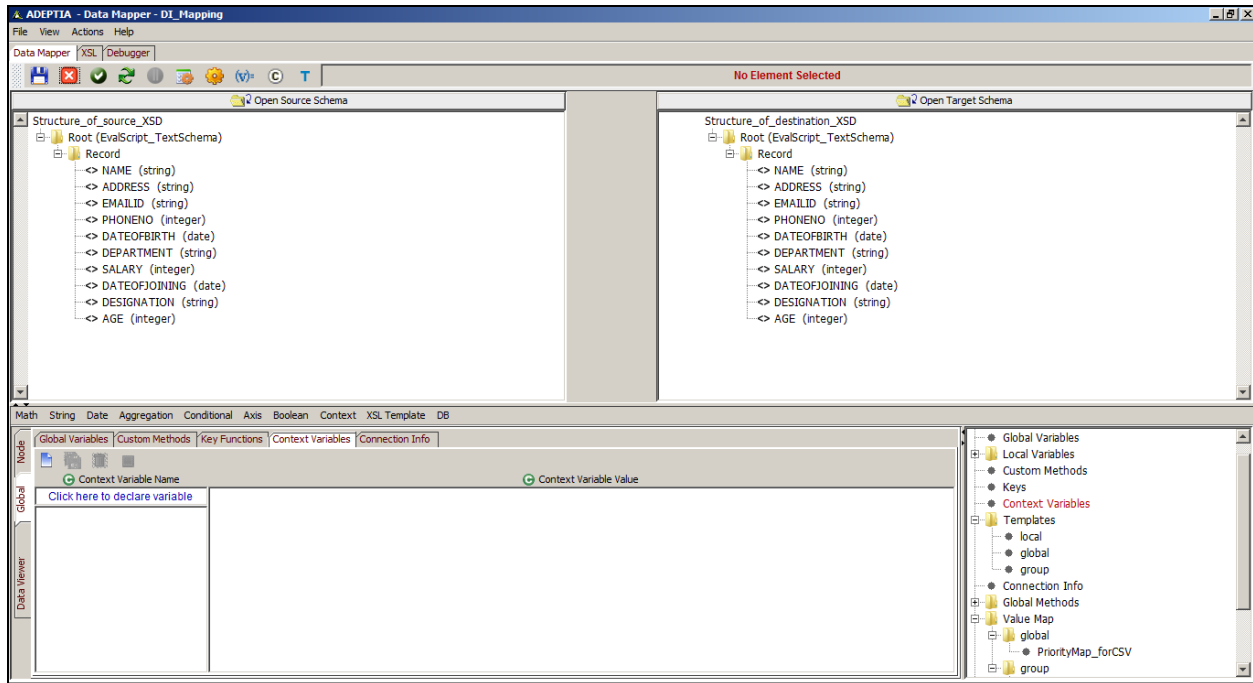 ADEPTIA - Data Mapper - DI_Mapping
File View Actions Help
Data Mapper XSL Debugger
(v)= C T No Element Selected
Open Source Schema
Open Target Schema
Structure_of_source_XSD
Root (EvalScript_TextSchema)
Record
<> NAME (string)
<> ADDRESS (string)
<> EMAILID (string)
<> PHONENO (integer)
<> DATEOFBIRTH (date)
<> DEPARTMENT (string)
<> SALARY (integer)
<> DATEOFJOINING (date)
<> DESIGNATION (string)
<> AGE (integer)
Structure_of_destination_XSD
Root (EvalScript_TextSchema)
Record
<> NAME (string)
<> ADDRESS (string)
<> EMAILID (string)
<> PHONENO (integer)
<> DATEOFBIRTH (date)
<> DEPARTMENT (string)
<> SALARY (integer)
<> DATEOFJOINING (date)
<> DESIGNATION (string)
<> AGE (integer)
Math String Date Aggregation Conditional Axis Boolean Context XSL Template DB
Node
Global
Data Viewer
Global Variables Custom Methods Key Functions Context Variables Connection Info
C Context Variable Name
C Context Variable Value
Click here to declare variable
Global Variables
Local Variables
Custom Methods
Keys
Context Variables
Templates
local
global
group
Connection Info
Global Methods
Value Map
global
PriorityMap_forCSV
group